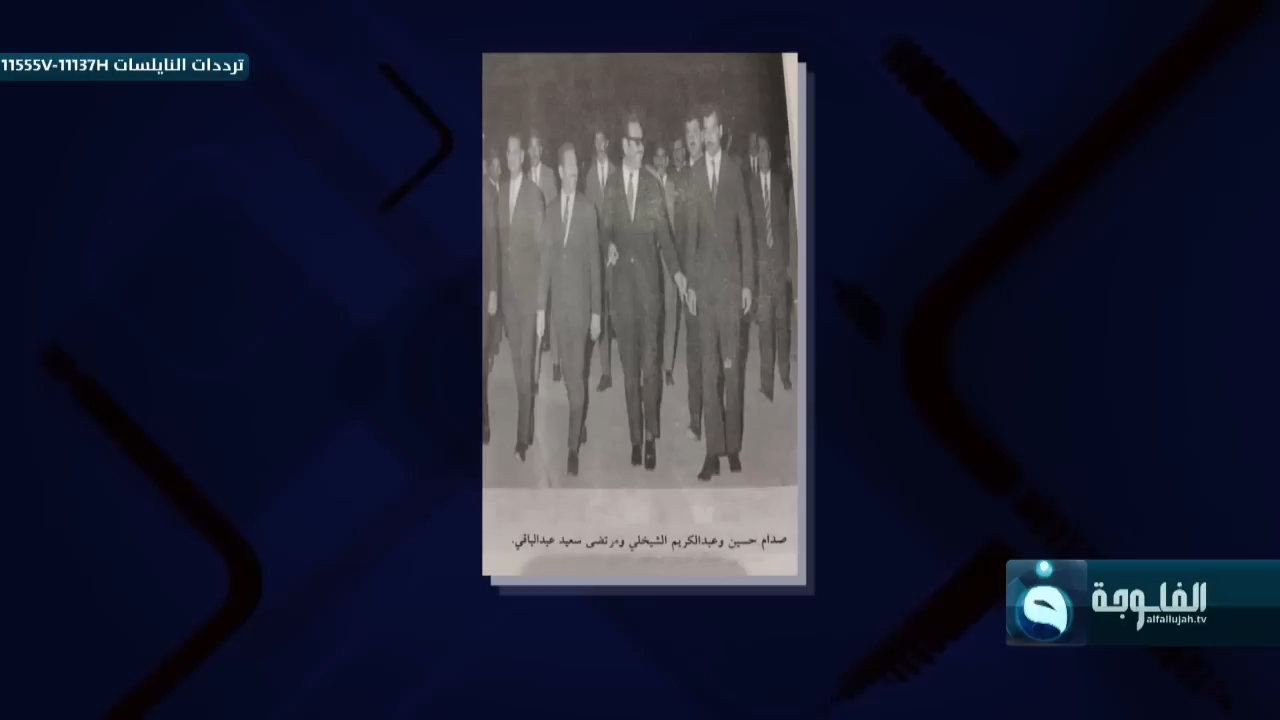 ترددات النايلسات 11555V-11137H
صدام حسين وعبدالكريم الشيخلي ومرتضى سعيد عبدالباقي.
الفلوجة
alfallujah.tv